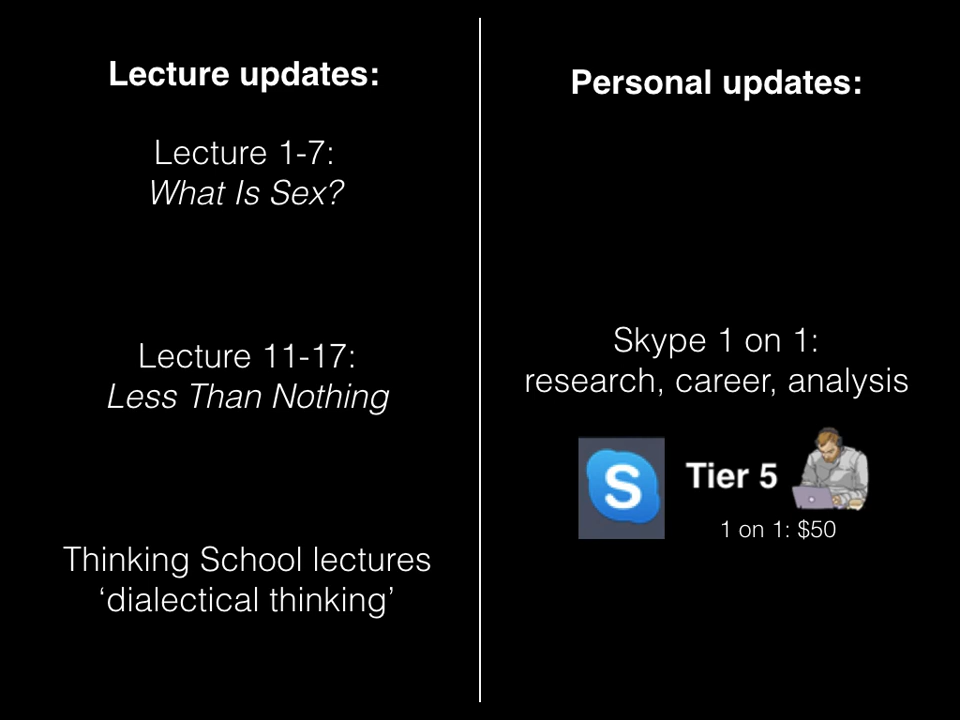 Lecture updates:
Lecture 1-7:
What Is Sex?
Lecture 11-17:
Less Than Nothing
Thinking School lectures
‘dialectical thinking’
Personal updates:
Skype 1 on 1:
research, career, analysis
S
Tier 5
1 on 1: $50